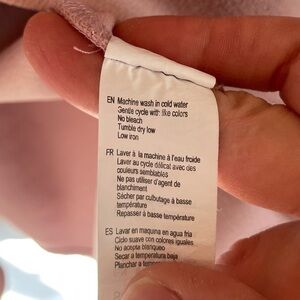 EN Machine wash in cold water
Gentle cycle with like colors
No bleach
Tumble dry low
Low iron
FR Laver à la machine à l'eau froide
Laver au cycle délicat avec des
couleurs semblables
Ne pas utiliser d'agent de
blanchiment
Sécher par culbutage à basse
température
Repasser à basse température
ES Lavar en maquina en agua fria
Ciclo suave con colores iguales
No acepta blanqueo
Secar a temperatura baja
Planchar a